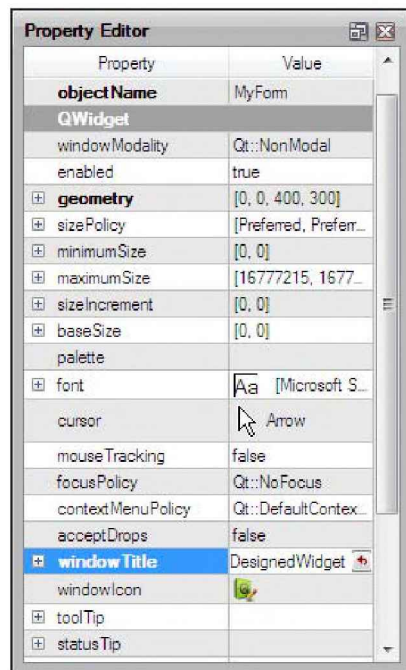 Property Editor
Property Value
objectName MyForm
QWidget
windowModality Qt::NonModal
enabled true
geometry [0, 0, 400, 300]
sizePolicy [Preferred, Preferr...
minimumSize [0, 0]
maximumSize [16777215, 1677...
sizeIncrement [0, 0]
baseSize [0, 0]
palette
font Aa [Microsoft S...
cursor Arrow
mouseTracking false
focusPolicy Qt::NoFocus
contextMenuPolicy Qt::DefaultContex...
acceptDrops false
windowTitle DesignedWidget
windowIcon
toolTip
statusTip